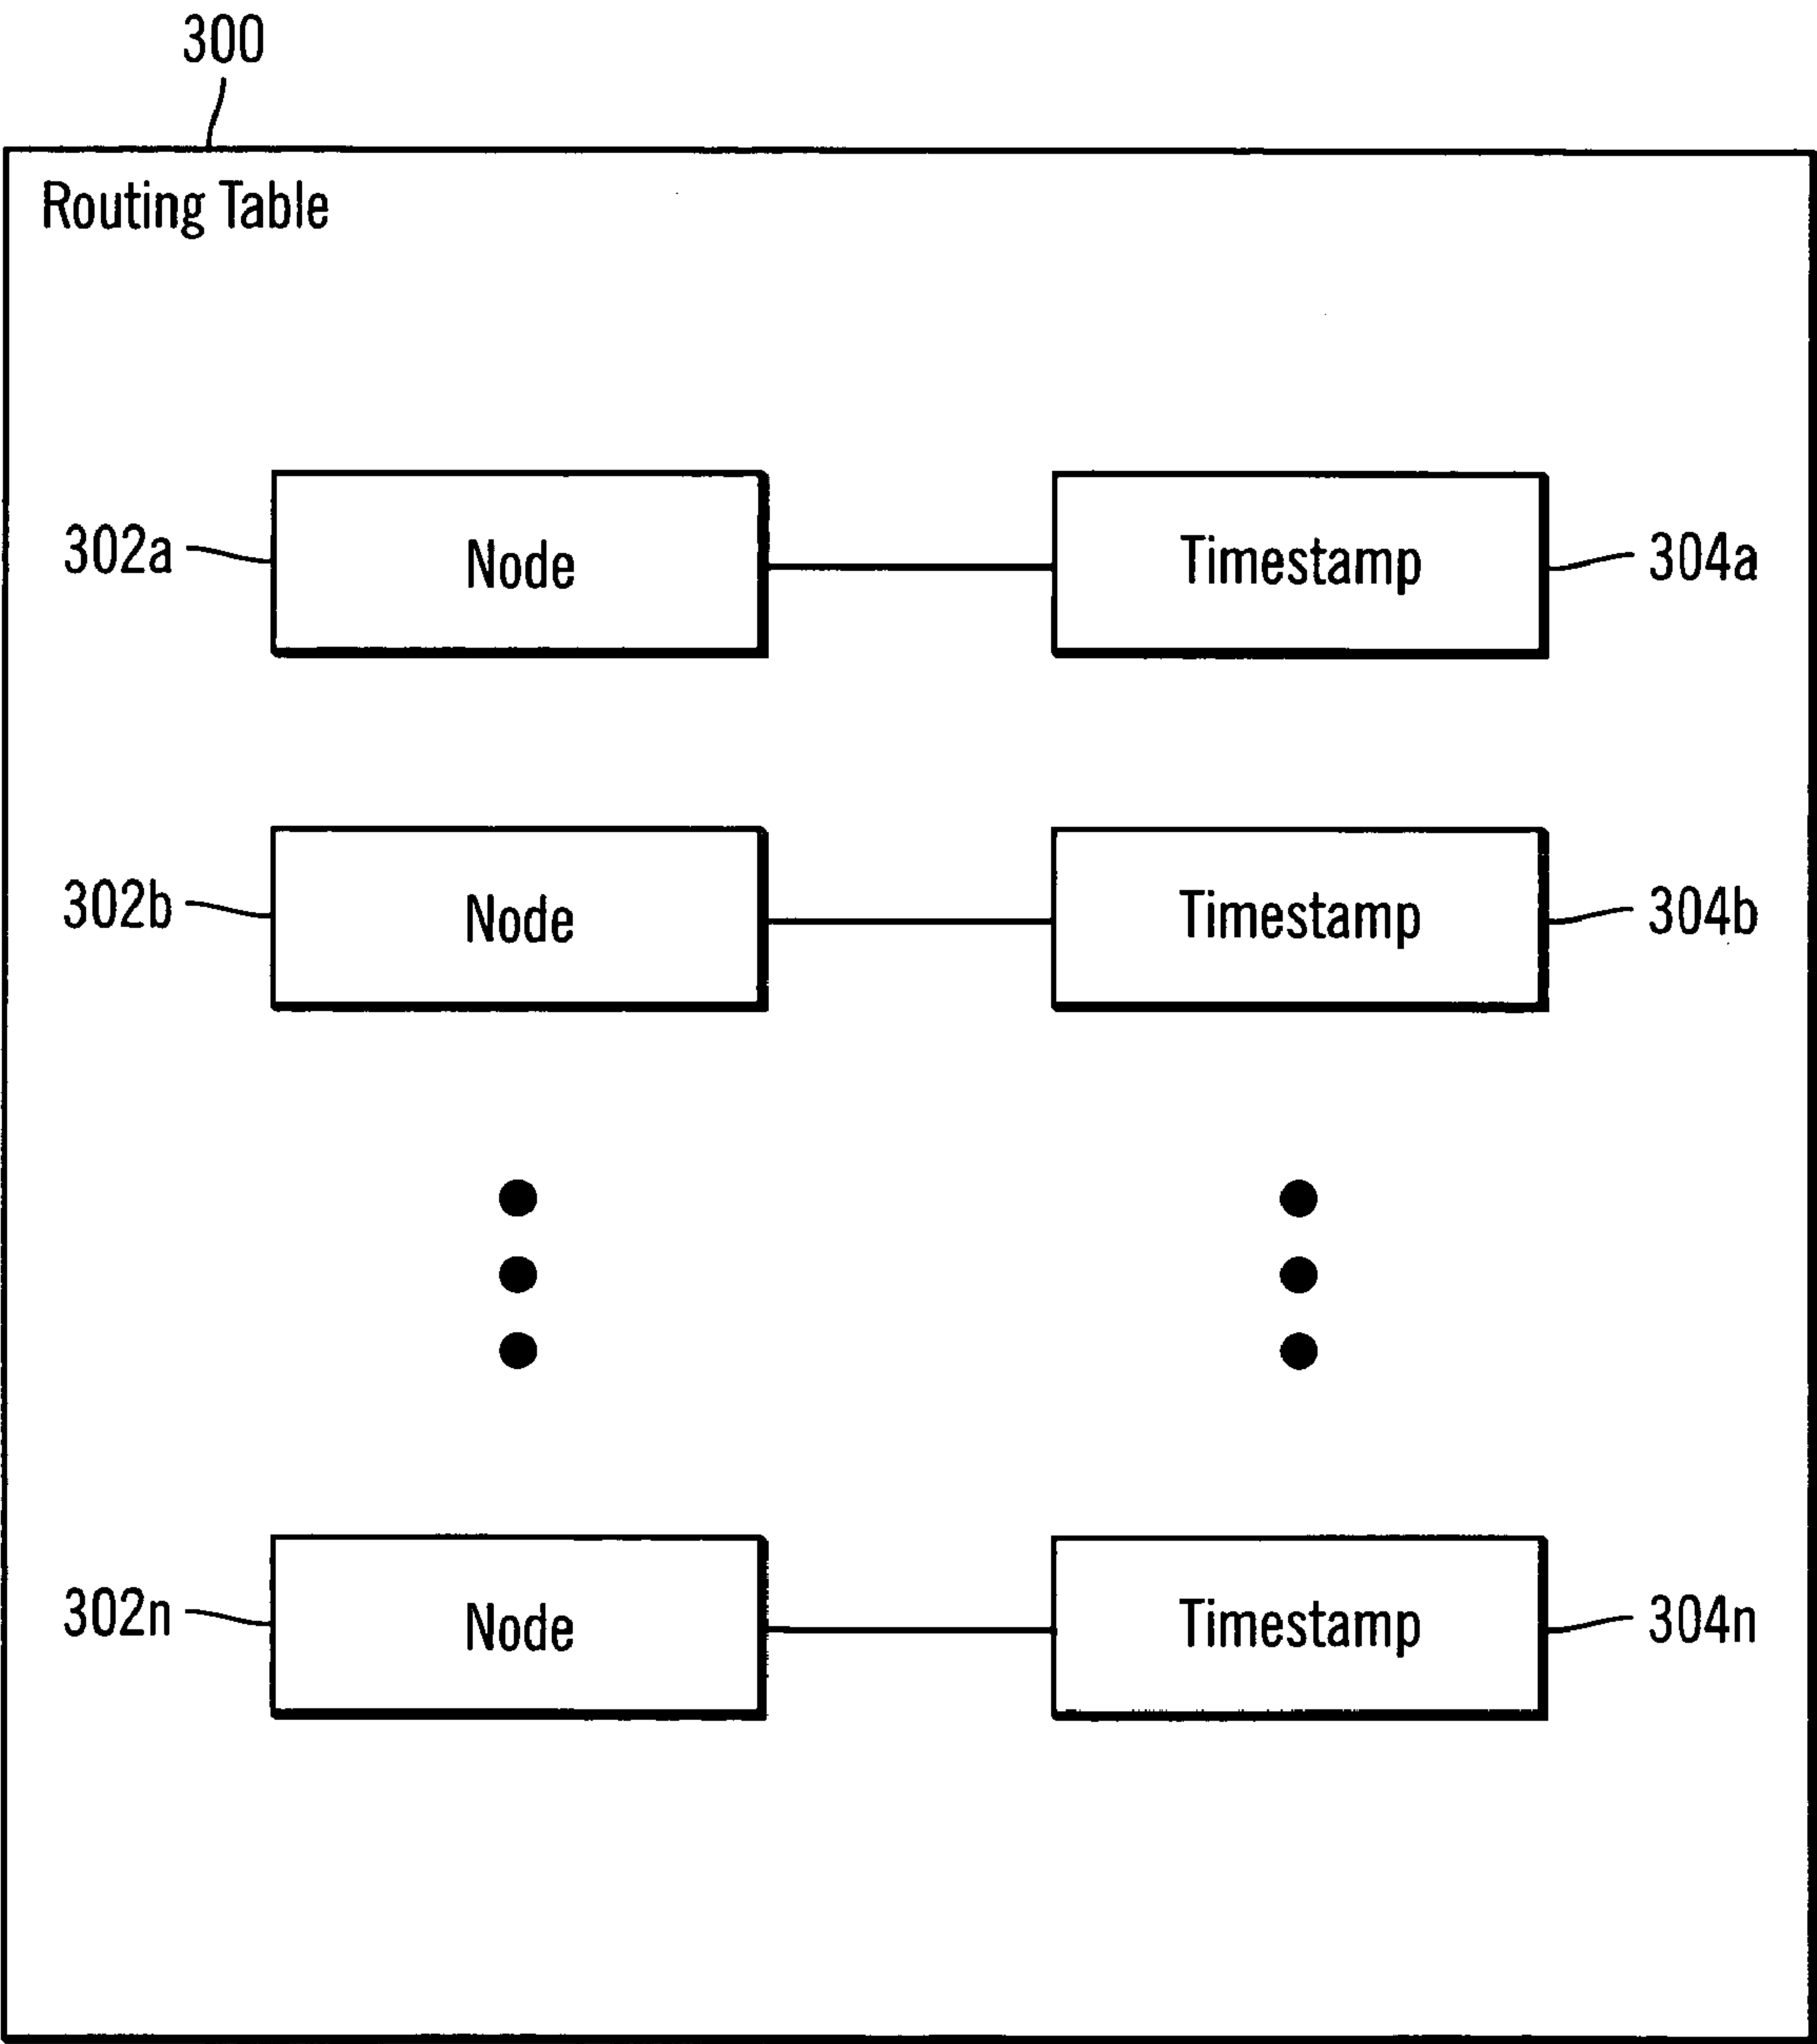 300
Routing Table
302a Node Timestamp 304a
302b Node Timestamp 304b
302n Node Timestamp 304n